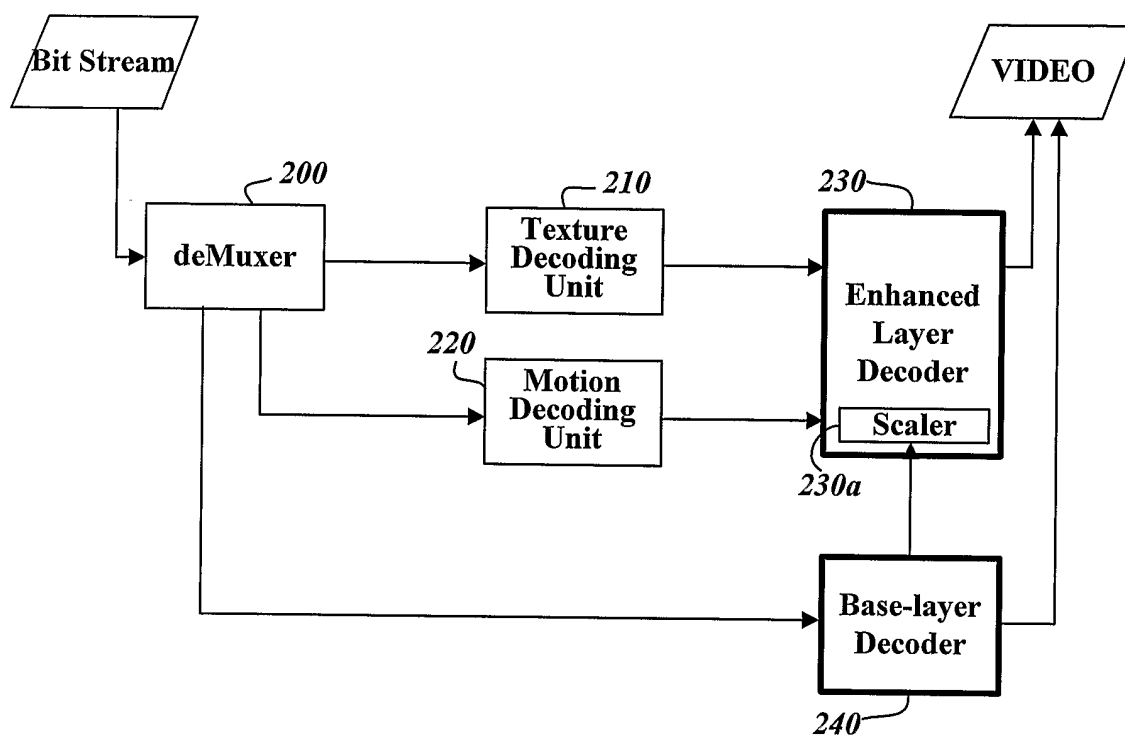 Bit Stream
VIDEO
200
deMuxer
210
Texture
Decoding
Unit
230
Enhanced
Layer
Decoder
220
Motion
Decoding
Unit
Scaler
230a
Base-layer
Decoder
240